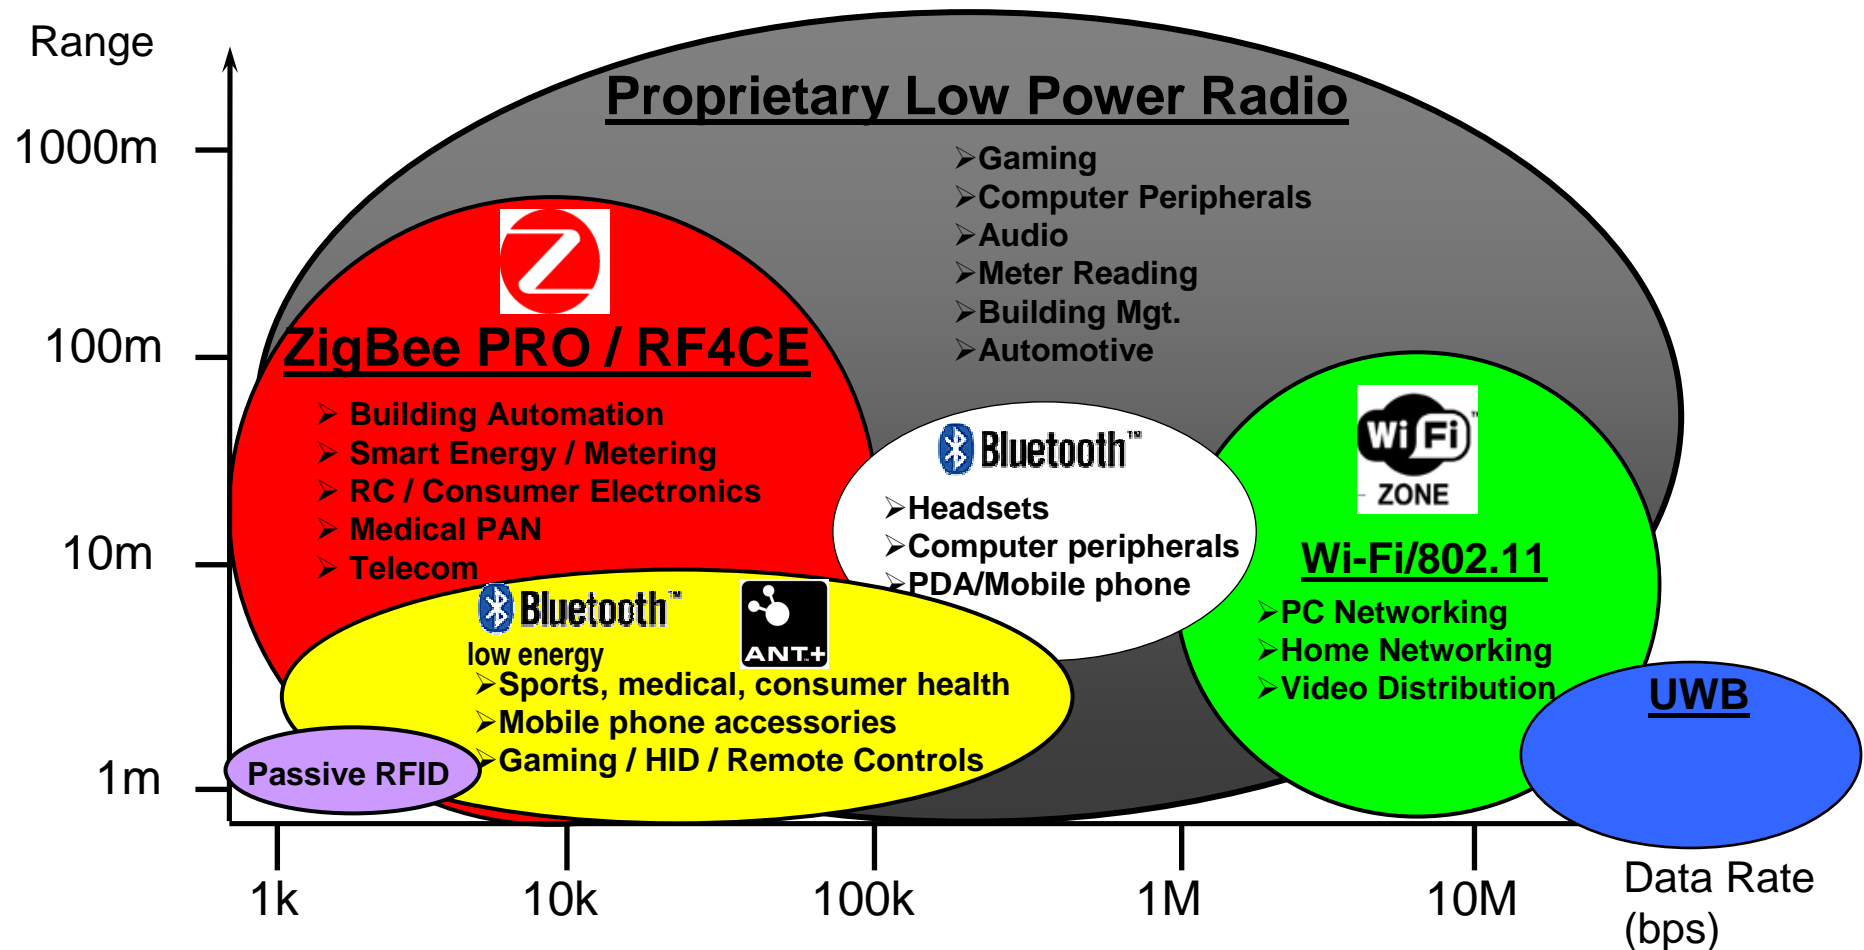 Range
Proprietary Low Power Radio
1000m
➢Gaming
➢Computer Peripherals
➢Audio
➢Meter Reading
➢Building Mgt.
➢Automotive
Z
100m
ZigBee PRO / RF4CE
➢ Building Automation
➢ Smart Energy / Metering
➢ RC / Consumer Electronics
➢ Medical PAN
➢ Telecom
Bluetooth™
➢Headsets
➢Computer peripherals
➢PDA/Mobile phone
Wi Fi™
ZONE
Wi-Fi/802.11
➢PC Networking
➢Home Networking
➢Video Distribution
10m
Bluetooth™
low energy
ANT+
➢Sports, medical, consumer health
➢Mobile phone accessories
➢Gaming / HID / Remote Controls
UWB
1m
Passive RFID
1k
10k
100k
1M
10M
Data Rate
(bps)